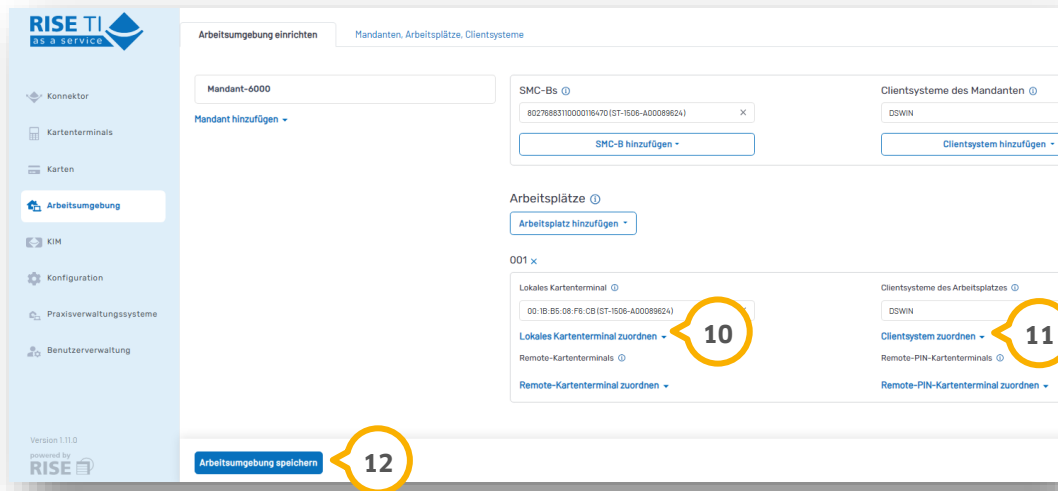 RISE TI
as a service
Konnektor
Kartenterminals
Karten
Arbeitsumgebung
KIM
Konfiguration
Praxisverwaltungssysteme
Benutzerverwaltung
Version 1.11.0
powered by
RISE
Arbeitsumgebung einrichten
Mandanten, Arbeitsplätze, Clientsysteme
Mandant-6000
Mandant hinzufügen
SMC-Bs
80276883110000116470 (ST-1506-A00089624)
SMC-B hinzufügen
Clientsysteme des Mandanten
DSWIN
Clientsystem hinzufügen
Arbeitsplätze
Arbeitsplatz hinzufügen
001 ×
Lokales Kartenterminal
00:1B:B5:08:F6:CB (ST-1506-A00089624)
Lokales Kartenterminal zuordnen
10
Remote-Kartenterminals
Remote-Kartenterminal zuordnen
Clientsysteme des Arbeitsplatzes
DSWIN
Clientsystem zuordnen
11
Remote-PIN-Kartenterminals
Remote-PIN-Kartenterminal zuordnen
Arbeitsumgebung speichern
12